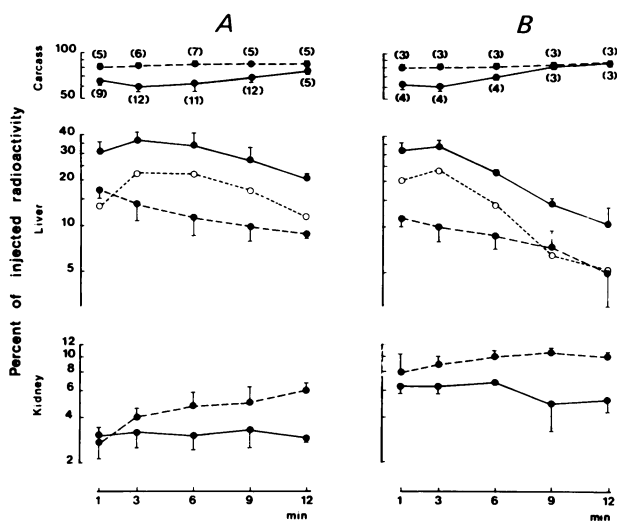 A B
Percent of injected radioactivity
Carcass
100
50
(5) (6) (7) (5) (5)
(9) (12) (11) (12) (5)
(3) (3) (3) (3) (3)
(4) (4) (4) (3) (3)
Liver
40
30
20
10
5
Kidney
12
10
8
6
4
2
1 3 6 9 12
min
1 3 6 9 12
min